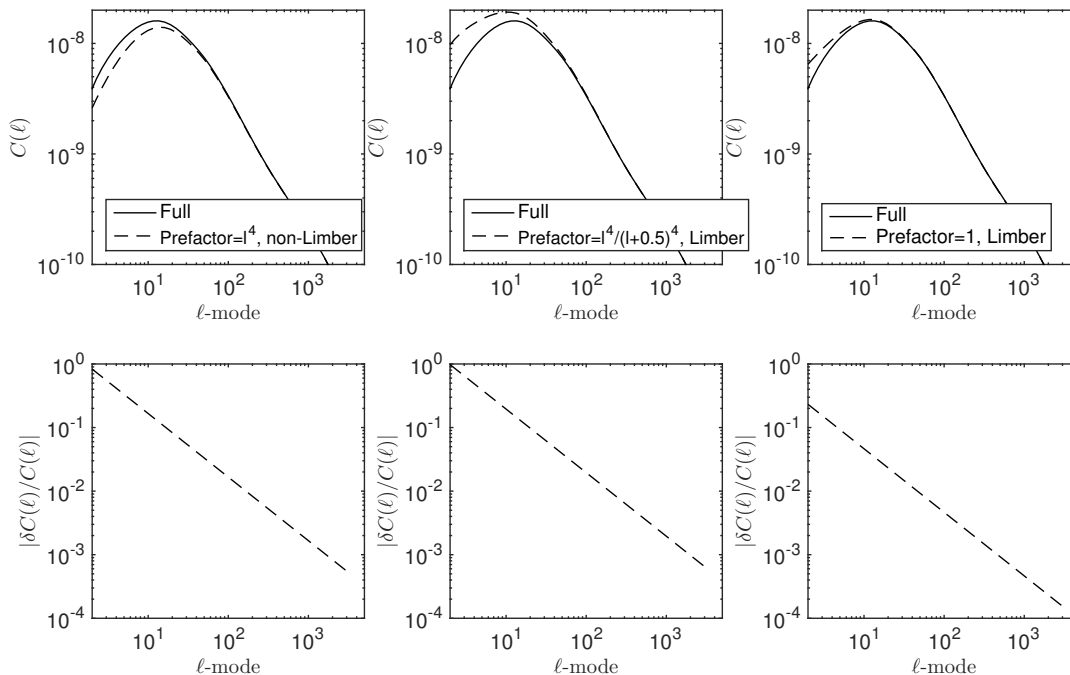 10^-8
10^-9
10^-10
C(ℓ)
Full
Prefactor=l^4, non-Limber
10^1 10^2 10^3
ℓ-mode
10^-8
10^-9
10^-10
C(ℓ)
Full
Prefactor=l^4/(l+0.5)^4, Limber
10^1 10^2 10^3
ℓ-mode
10^-8
10^-9
10^-10
C(ℓ)
Full
Prefactor=1, Limber
10^1 10^2 10^3
ℓ-mode
10^0
10^-1
10^-2
10^-3
10^-4
|δC(ℓ)/C(ℓ)|
10^1 10^2 10^3
ℓ-mode
10^0
10^-1
10^-2
10^-3
10^-4
|δC(ℓ)/C(ℓ)|
10^1 10^2 10^3
ℓ-mode
10^0
10^-1
10^-2
10^-3
10^-4
|δC(ℓ)/C(ℓ)|
10^1 10^2 10^3
ℓ-mode